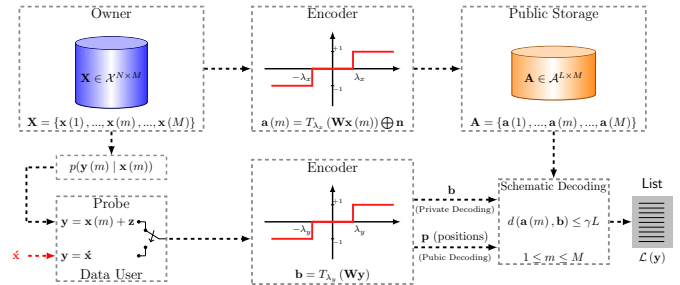 Owner
Encoder
Public Storage
X ∈ 𝒳^{N×M}
+1
−λ_x
λ_x
−1
A ∈ 𝒜^{L×M}
X = {x (1) , ..., x (m) , ..., x (M)}
a (m) = T_{λ_x} (Wx (m)) ⨁ n
A = {a (1) , ..., a (m) , ..., a (M)}
p(y (m) | x (m))
Encoder
Probe
y = x (m) + z
x́
y = x́
Data User
+1
−λ_y
λ_y
−1
b = T_{λ_y} (Wy)
b
(Private Decoding)
p (positions)
(Pubic Decoding)
Schematic Decoding
d (a (m) , b) ≤ γL
1 ≤ m ≤ M
List
ℒ (y)